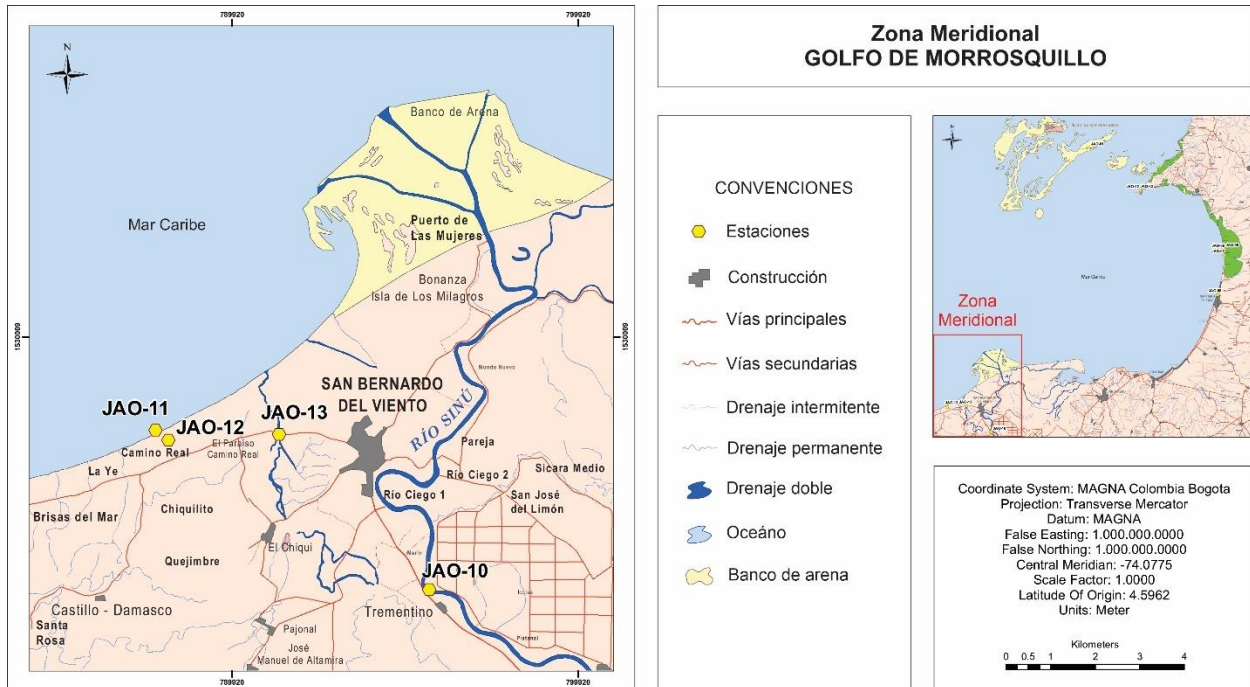 789920
799920
N
Banco de Arena
Mar Caribe
Puerto de
Las Mujeres
Bonanza
Isla de Los Milagros
1530009
1530009
Nundo Nuevo
SAN BERNARDO
DEL VIENTO
RÍO SINÚ
JAO-11
JAO-12
JAO-13
Camino Real
El Paraiso
Camino Real
Pareja
La Ye
Río Ciego 2
Sicara Medio
Río Ciego 1
San José
del Limón
Brisas del Mar
Chiquilito
El Chiqui
Quejimbre
JAO-10
Castillo - Damasco
Trementino
Santa
Rosa
Pajonal
José
Manuel de Altamira
789920
799920
Zona Meridional
GOLFO DE MORROSQUILLO
CONVENCIONES
Estaciones
Construcción
Vías principales
Vías secundarias
Drenaje intermitente
Drenaje permanente
Drenaje doble
Océano
Banco de arena
N
Mar Caribe
Zona
Meridional
Coordinate System: MAGNA Colombia Bogota
Projection: Transverse Mercator
Datum: MAGNA
False Easting: 1.000.000.0000
False Northing: 1.000.000.0000
Central Meridian: -74.0775
Scale Factor: 1.0000
Latitude Of Origin: 4.5962
Units: Meter
Kilometers
0 0.5 1 2 3 4